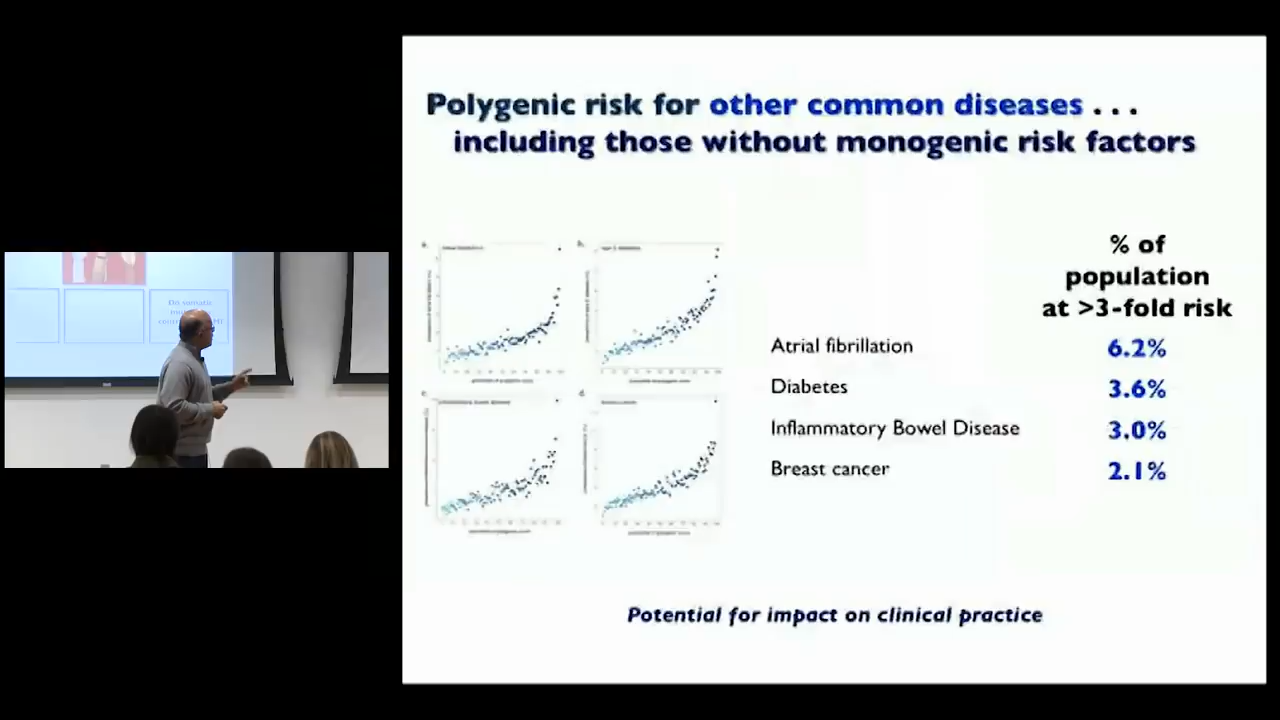 Polygenic risk for other common diseases . . .
including those without monogenic risk factors
% of
population
at >3-fold risk
Atrial fibrillation 6.2%
Diabetes 3.6%
Inflammatory Bowel Disease 3.0%
Breast cancer 2.1%
Potential for impact on clinical practice
Do somatic